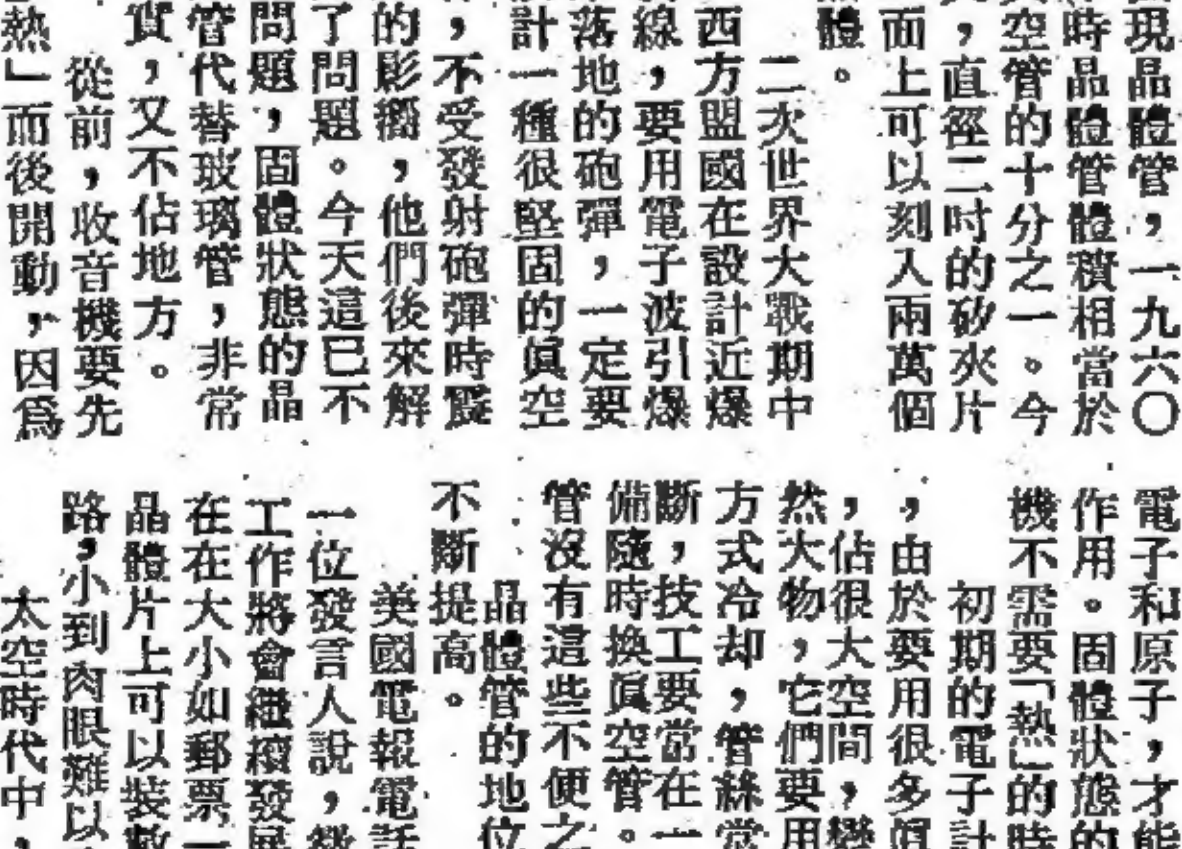 現晶體管，一九六〇
時晶體管體積相當於
空管的十分之一。今
，直徑二吋的矽夾片
面上可以刻入兩萬個
體。
二次世界大戰期中
西方盟國在設計近爆
線，要用電子波引爆
落地的砲彈，一定要
計一種很堅固的眞空
，不受發射砲彈時震
的影響，他們後來解
了問題。今天這已不
問題，固體狀態的晶
管代替玻璃管，非常
實，又不佔地方。
從前，收音機要先
熱」而後開動，因爲
電子和原子，才能
作用。固體狀態的
機不需要「熱」的時
初期的電子計
，由於要用很多眞
，佔很大空間，變
然大物，它們要用
方式冷却，管絲常
斷，技工要常在一
備隨時換眞空管。
管沒有這些不便之
晶體管的地位
不斷提高。
美國電報電話
一位發言人說，幾
工作將會繼續發展
在在大小如郵票一
晶體片上可以裝數
路，小到肉眼難以
太空時代中，